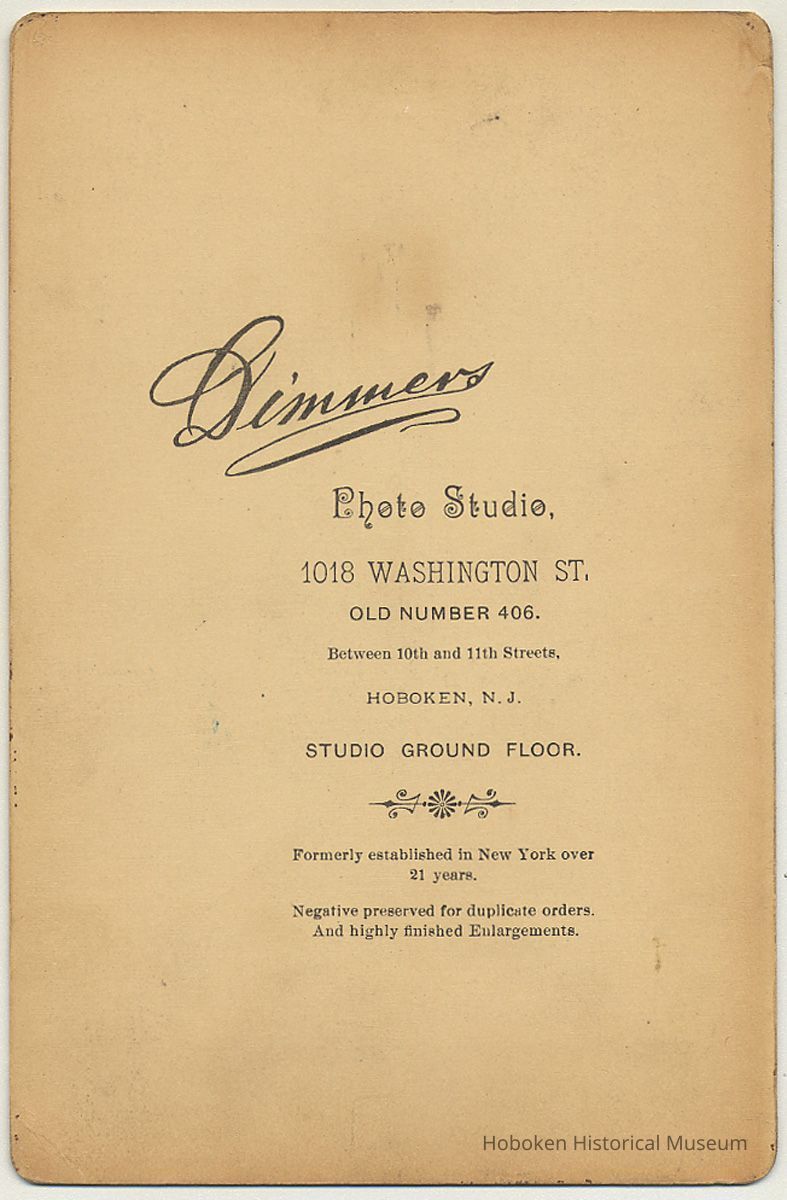 Dimmers
Photo Studio,
1018 WASHINGTON ST.
OLD NUMBER 406.
Between 10th and 11th Streets,
HOBOKEN, N. J.
STUDIO GROUND FLOOR.
Formerly established in New York over
21 years.
Negative preserved for duplicate orders.
And highly finished Enlargements.
Hoboken Historical Museum